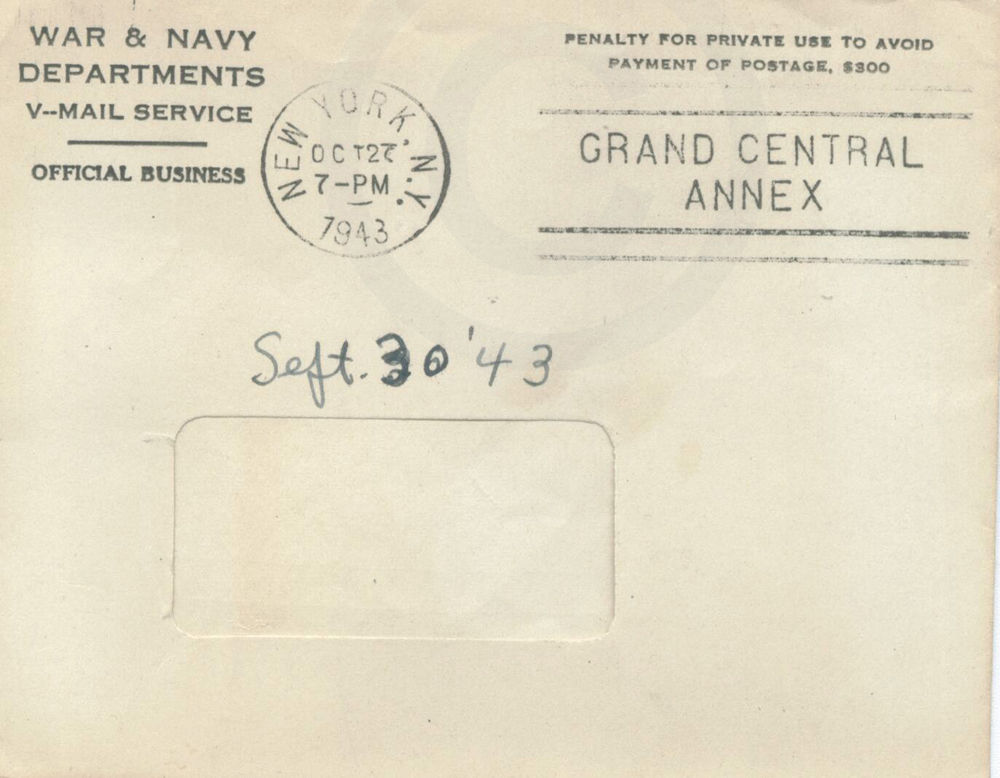 WAR & NAVY
DEPARTMENTS
V--MAIL SERVICE
OFFICIAL BUSINESS
PENALTY FOR PRIVATE USE TO AVOID
PAYMENT OF POSTAGE, $300
NEW YORK, N.Y.
OCT
7-PM
1943
GRAND CENTRAL
ANNEX
Sept. 30 '43